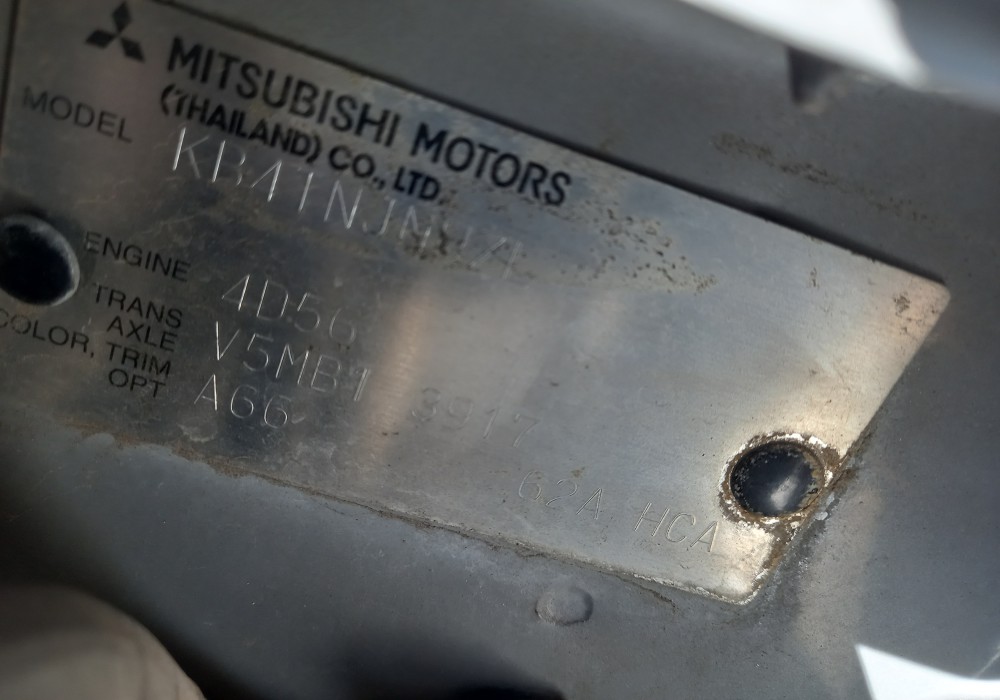 MITSUBISHI MOTORS
(THAILAND) CO., LTD.
MODEL
ENGINE 4D56
TRANS AXLE V5MB1 3917
COLOR, TRIM OPT A66 62A HCA